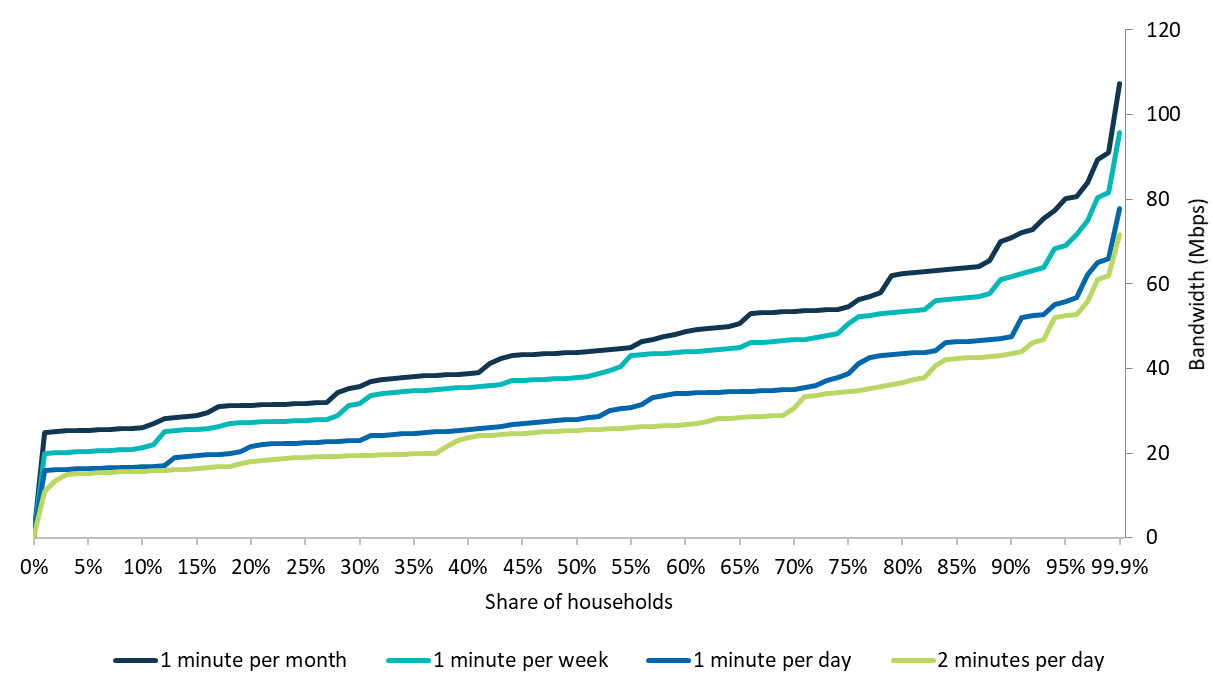 120
100
80
60
40
20
0
Bandwidth (Mbps)
0% 5% 10% 15% 20% 25% 30% 35% 40% 45% 50% 55% 60% 65% 70% 75% 80% 85% 90% 95% 99.9%
Share of households
1 minute per month 1 minute per week 1 minute per day 2 minutes per day